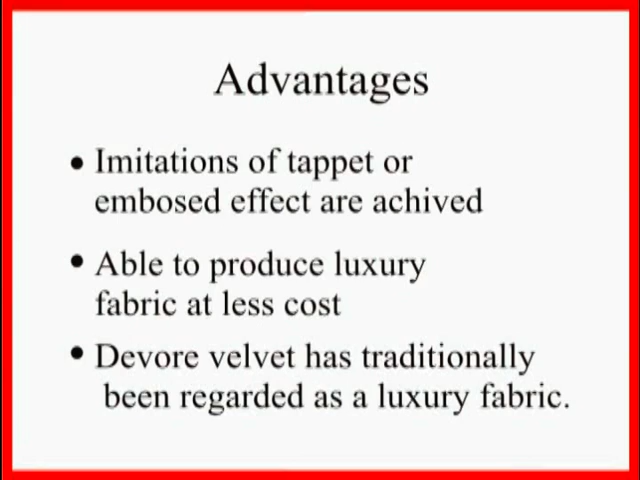 Advantages
• Imitations of tappet or
embosed effect are achived
• Able to produce luxury
fabric at less cost
• Devore velvet has traditionally
been regarded as a luxury fabric.